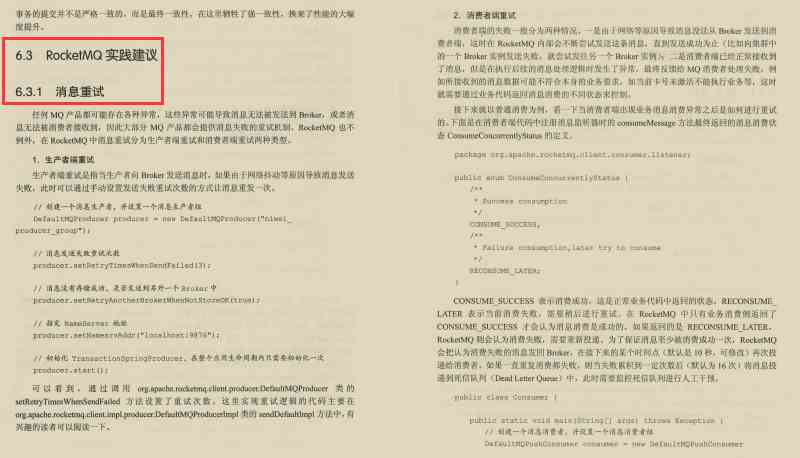 事务的提交并不是严格一致的，而是最终一致性，在这里牺牲了强一致性，换来了性能的大幅
度提升。
6.3 RocketMQ 实践建议
6.3.1 消息重试
任何 MQ 产品都可能存在各种异常，这些异常可能导致消息无法被发送到 Broker，或者消
息无法被消费者接收到，因此大部分 MQ 产品都会提供消息失败的重试机制。RocketMQ 也不
例外，在 RocketMQ 中消息重试分为生产者端重试和消费者端重试两种类型。
1. 生产者端重试
生产者端重试是指当生产者向 Broker 发送消息时，如果由于网络抖动等原因导致消息发送
失败，此时可以通过手动设置发送失败重试次数的方式让消息重发一次。
// 创建一个消息生产者，并设置一个消息生产者组
DefaultMQProducer producer = new DefaultMQProducer("niwei_
producer_group");
// 消息发送失败重试次数
producer.setRetryTimesWhenSendFailed(3);
// 消息没有存储成功，是否发送到另外一个 Broker 中
producer.setRetryAnotherBrokerWhenNotStoreOK(true);
// 指定 NameServer 地址
producer.setNamesrvAddr("localhost:9876");
// 初始化 TransactionSpringProducer，在整个应用生命周期内只需要初始化一次
producer.start();
可以看到，通过调用 org.apache.rocketmq.client.producer.DefaultMQProducer 类的
setRetryTimesWhenSendFailed 方法设置了重试次数，这里实现重试逻辑的代码主要在
org.apache.rocketmq.client.impl.producer.DefaultMQProducerImpl 类的 sendDefaultImpl 方法中，有
兴趣的读者可以阅读一下。
2. 消费者端重试
消费者端的失败一般分为两种情况，一是由于网络等原因导致消息没法从 Broker 发送到消
费者端，这时在 RocketMQ 内部会不断尝试发送这条消息，直到发送成功为止（比如向集群中
的一个 Broker 实例发送失败，就尝试发往另一个 Broker 实例）；二是消费者端已经正常接收到
了消息，但是在执行后续的消息处理逻辑时发生了异常，最终反馈给 MQ 消费者处理失败，例
如所接收到的消息数据可能不符合本身的业务要求，如当前卡号未激活不能执行业务等，这时
就需要通过业务代码返回消息消费的不同状态来控制。
接下来就以普通消费为例，看一下当消费者端出现业务消息消费异常之后是如何进行重试
的。下面是在消费者端代码中注册消息监听器时的 consumeMessage 方法最终返回的消息消费状
态 ConsumeConcurrentlyStatus 的定义。
package org.apache.rocketmq.client.consumer.listener;
public enum ConsumeConcurrentlyStatus {
/**
* Success consumption
*/
CONSUME_SUCCESS,
/**
* Failure consumption,later try to consume
*/
RECONSUME_LATER;
}
CONSUME_SUCCESS 表示消费成功，这是正常业务代码中返回的状态。RECONSUME_
LATER 表示当前消费失败，需要稍后进行重试。在 RocketMQ 中只有业务消费侧返回了
CONSUME_SUCCESS 才会认为消息消费是成功的，如果返回的是 RECONSUME_LATER，
RocketMQ 则会认为消费失败，需要重新投递。为了保证消息至少被消费成功一次，RocketMQ
会把认为消费失败的消息发回 Broker，在接下来的某个时间点（默认是 10 秒，可修改）再次投
递给消费者，如果一直重复消费都失败，则当失败累积到一定次数后（默认为 16 次）将消息投
递到死信队列（Dead Letter Queue）中，此时需要监控死信队列进行人工干预。
public class Consumer {
public static void main(String[] args) throws Exception {
// 创建一个消息消费者，并设置一个消息消费者组
DefaultMQPushConsumer consumer = new DefaultMQPushConsumer